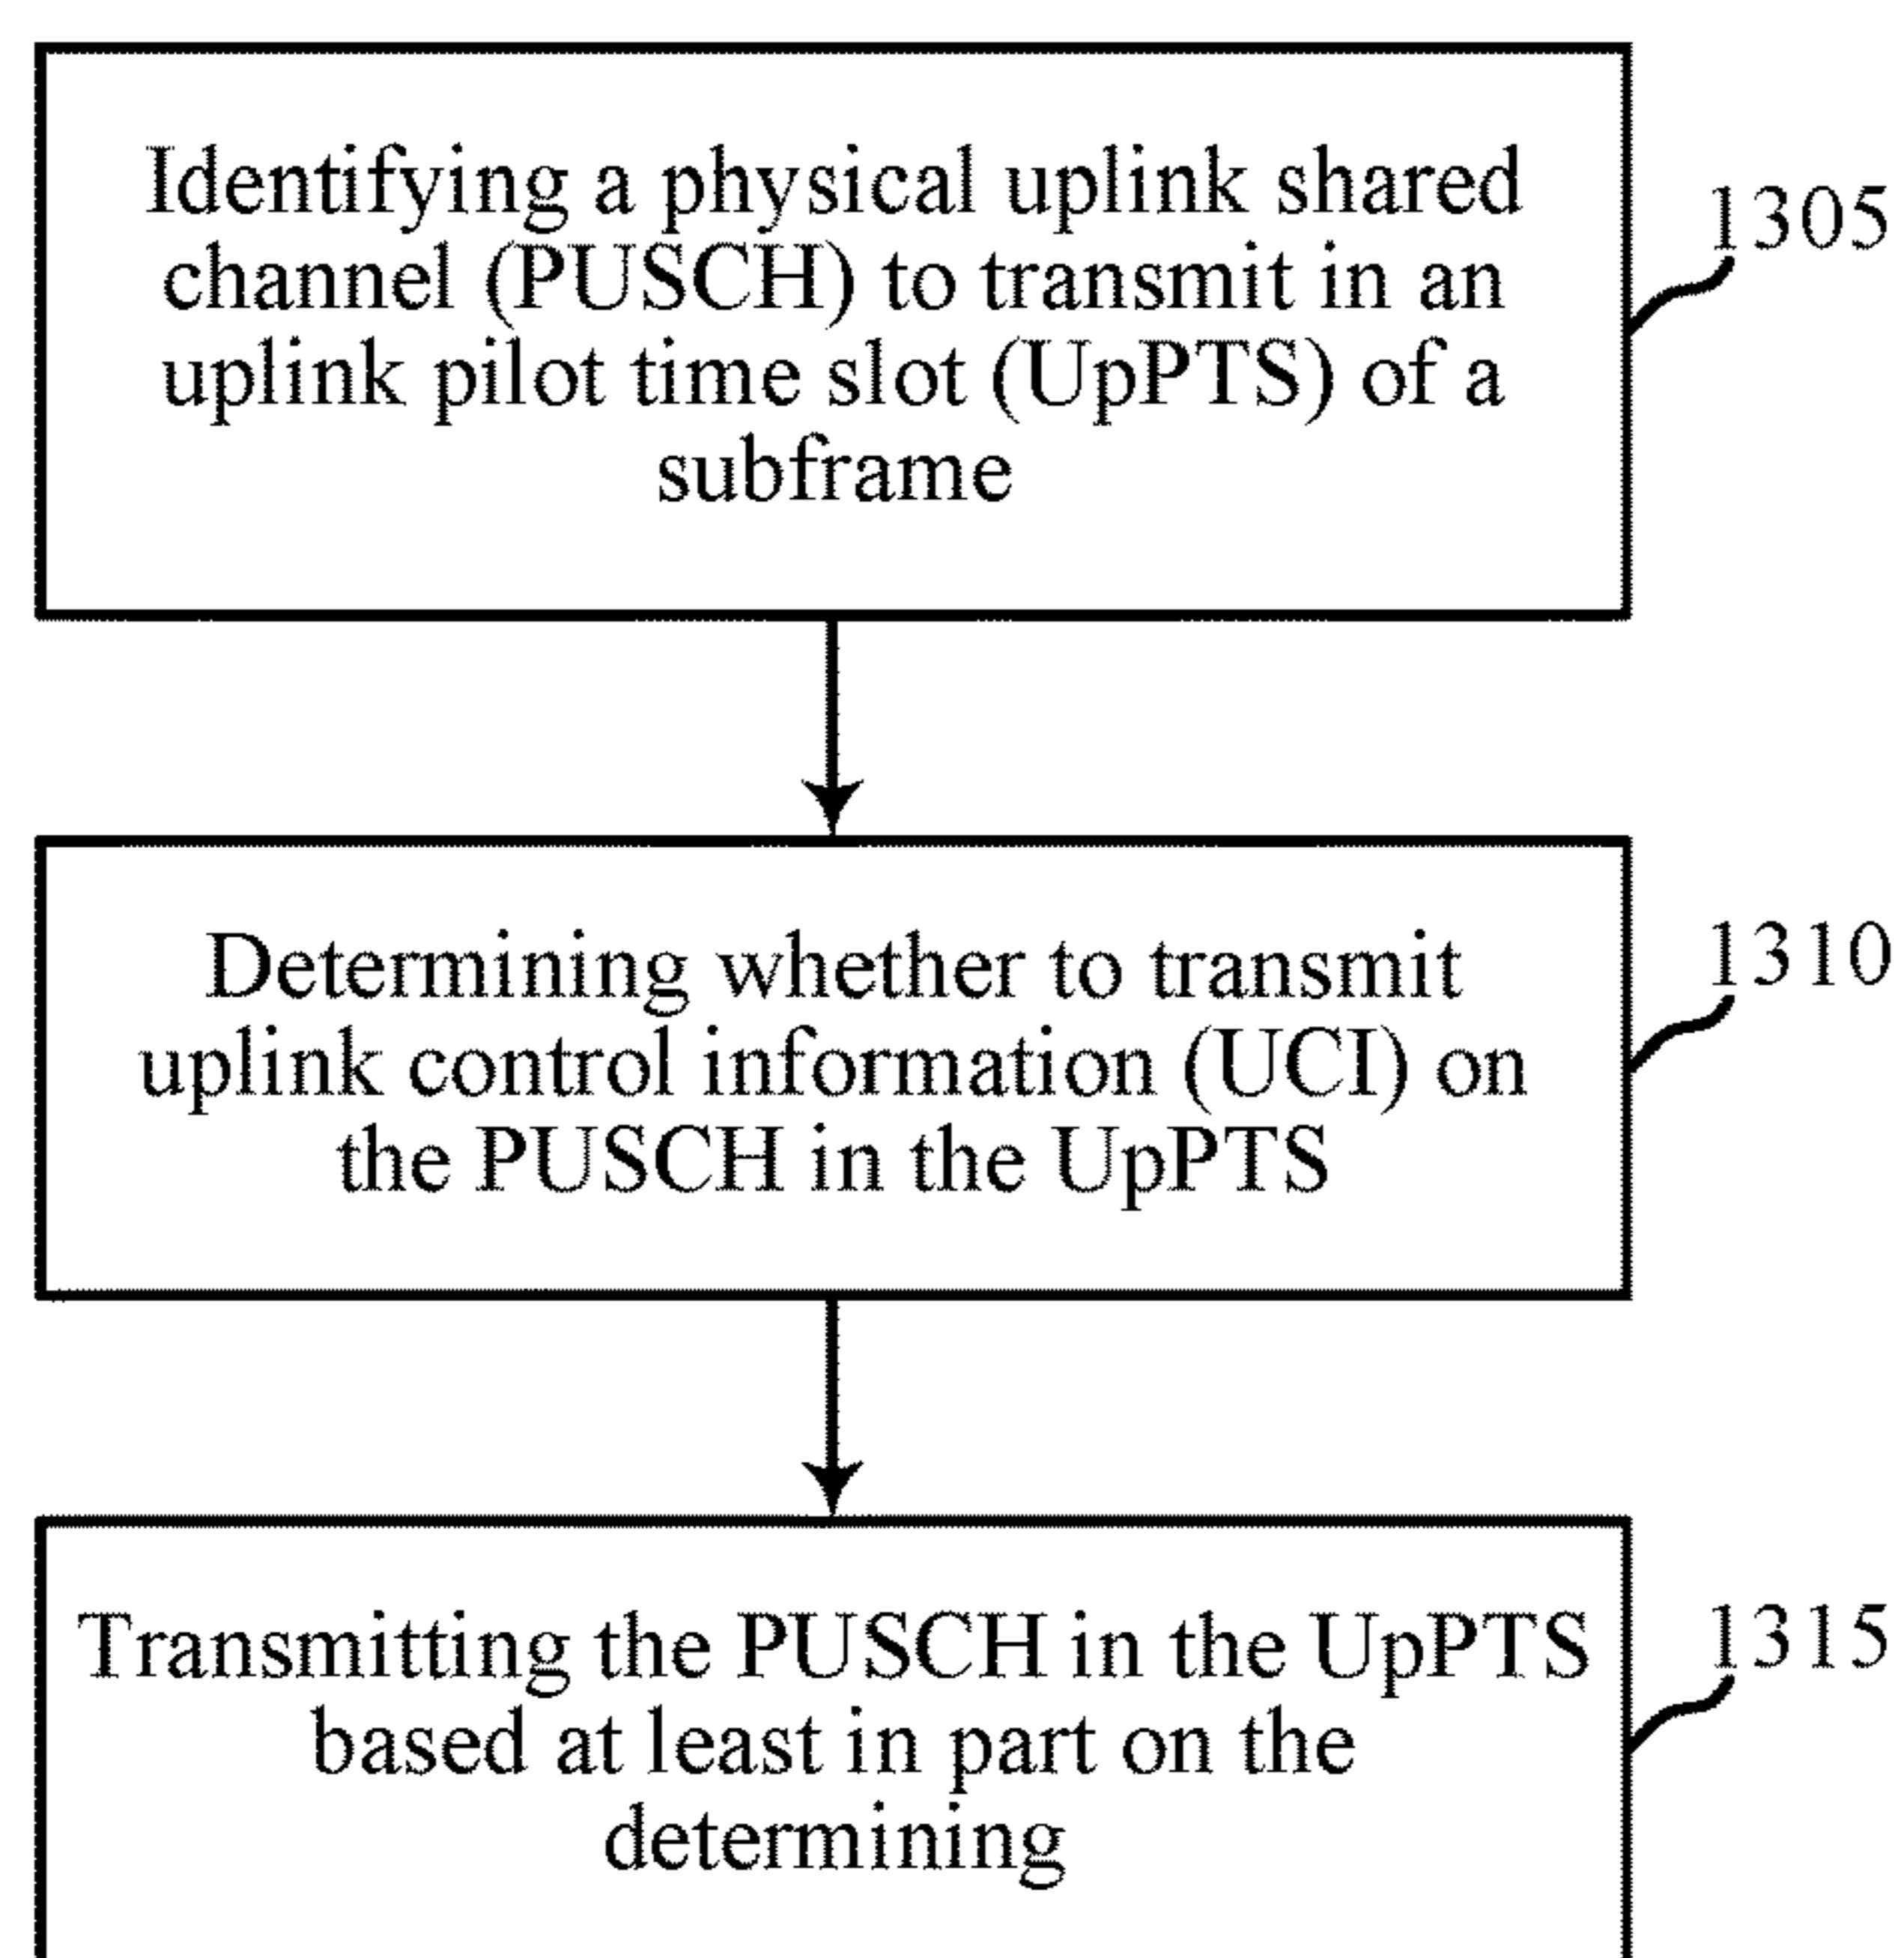 Identifying a physical uplink shared
channel (PUSCH) to transmit in an
uplink pilot time slot (UpPTS) of a
subframe
1305
Determining whether to transmit
uplink control information (UCI) on
the PUSCH in the UpPTS
1310
Transmitting the PUSCH in the UpPTS
based at least in part on the
determining
1315